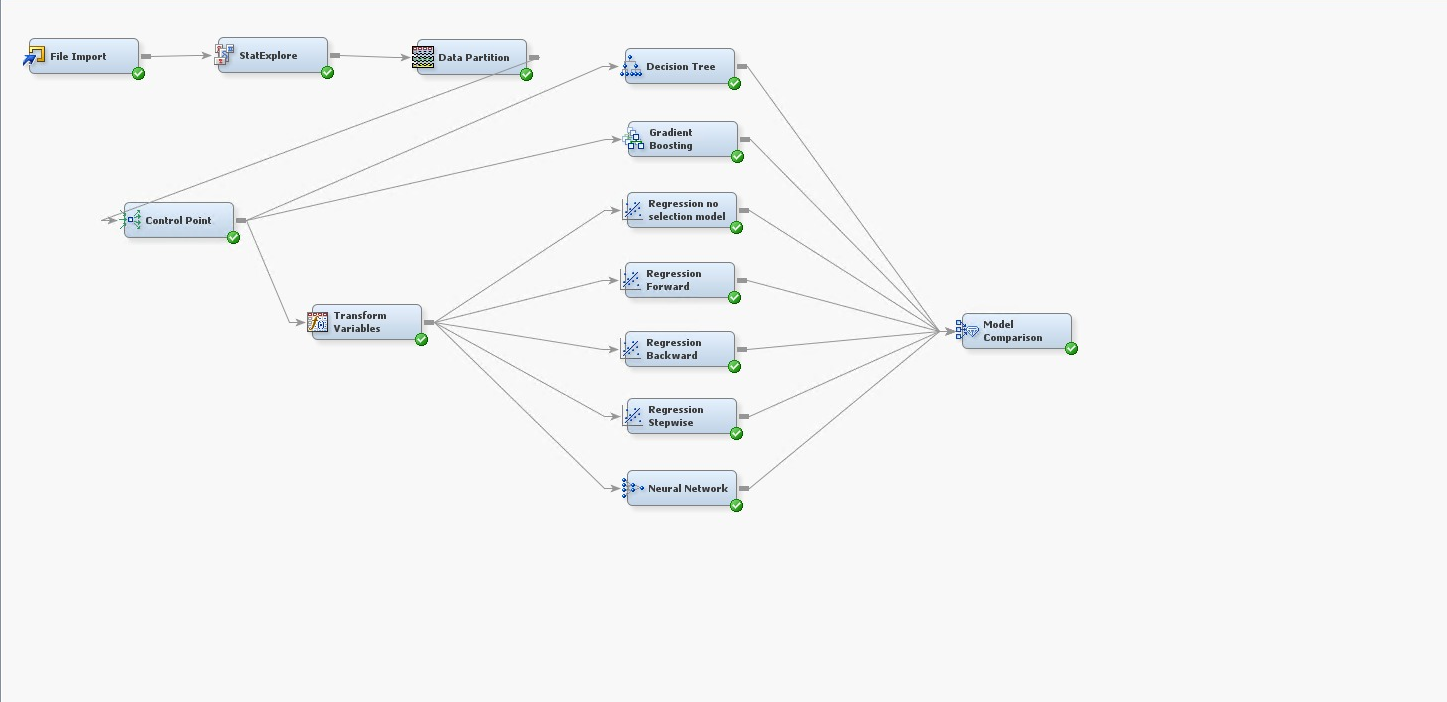 File Import
StatExplore
Data Partition
Decision Tree
Gradient
Boosting
Control Point
Regression no
selection model
Regression
Forward
Transform
Variables
Regression
Backward
Model
Comparison
Regression
Stepwise
Neural Network